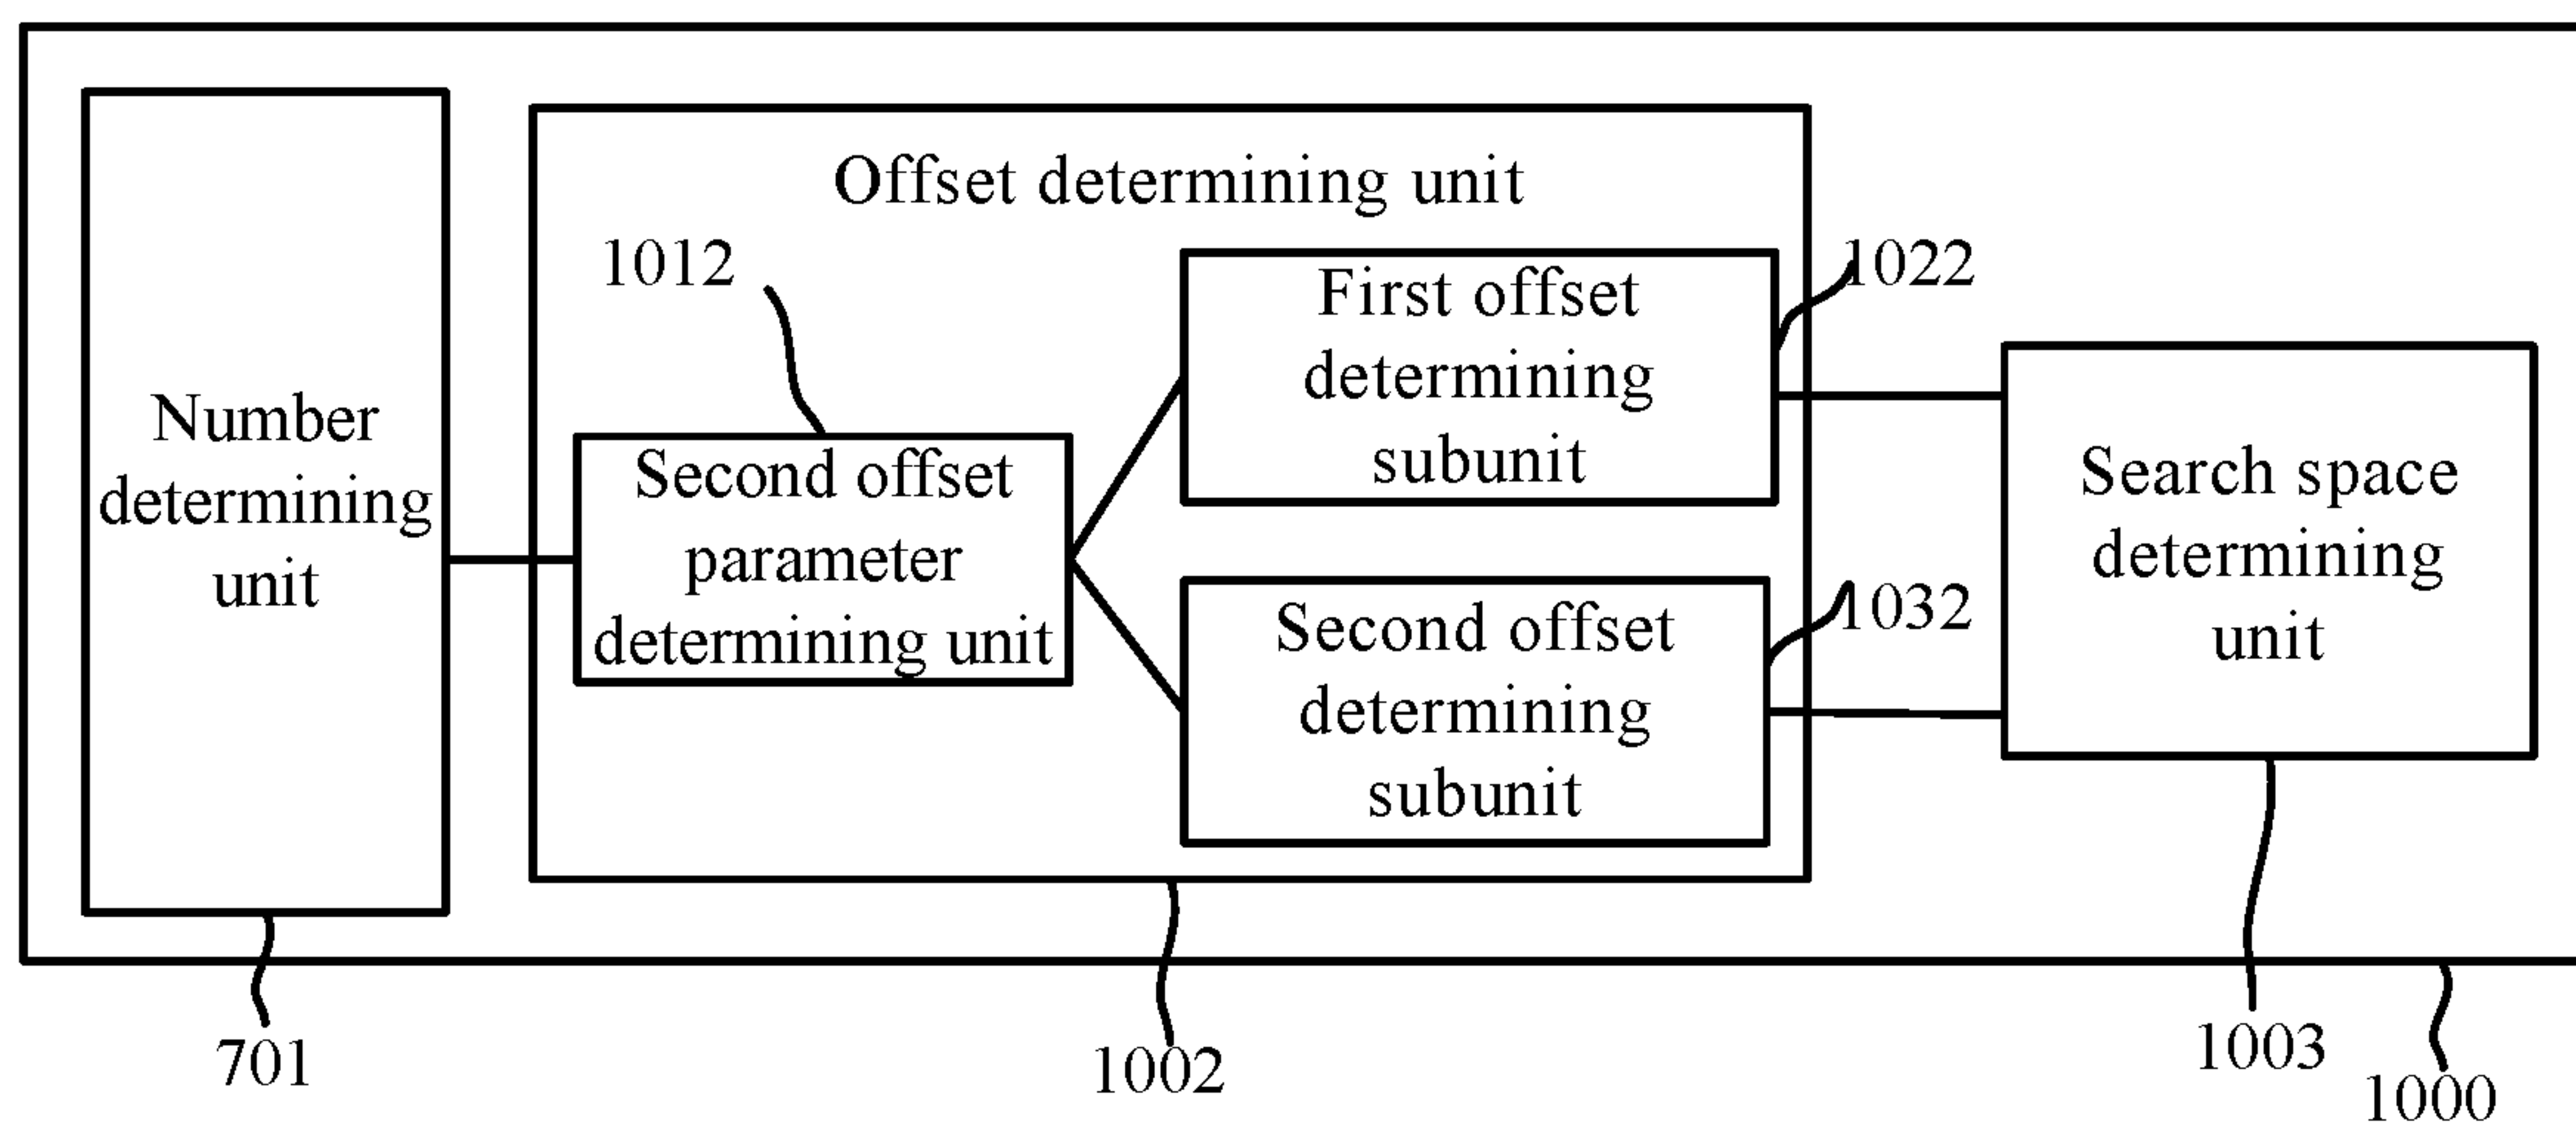 Offset determining unit
1012
1022
First offset
determining
subunit
Number
determining
unit
Second offset
parameter
determining unit
Second offset
determining
subunit
1032
Search space
determining
unit
701
1002
1003
1000